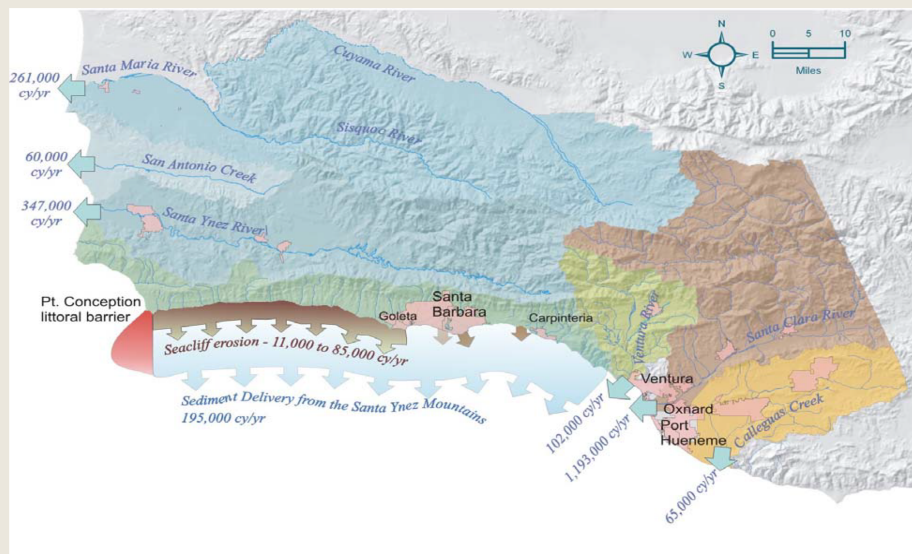 N
W E
S
0 5 10
Miles
Cuyama River
Santa Maria River
261,000
cy/yr
Sisquoc River
60,000
cy/yr
San Antonio Creek
347,000
cy/yr
Santa Ynez River
Pt. Conception
littoral barrier
Goleta
Santa
Barbara
Carpinteria
Seacliff erosion - 11,000 to 85,000 cy/yr
Sediment Delivery from the Santa Ynez Mountains
195,000 cy/yr
Ventura River
Santa Clara River
Ventura
Oxnard
Port
Hueneme
Calleguas Creek
102,000 cy/yr
1,193,000 cy/yr
65,000 cy/yr